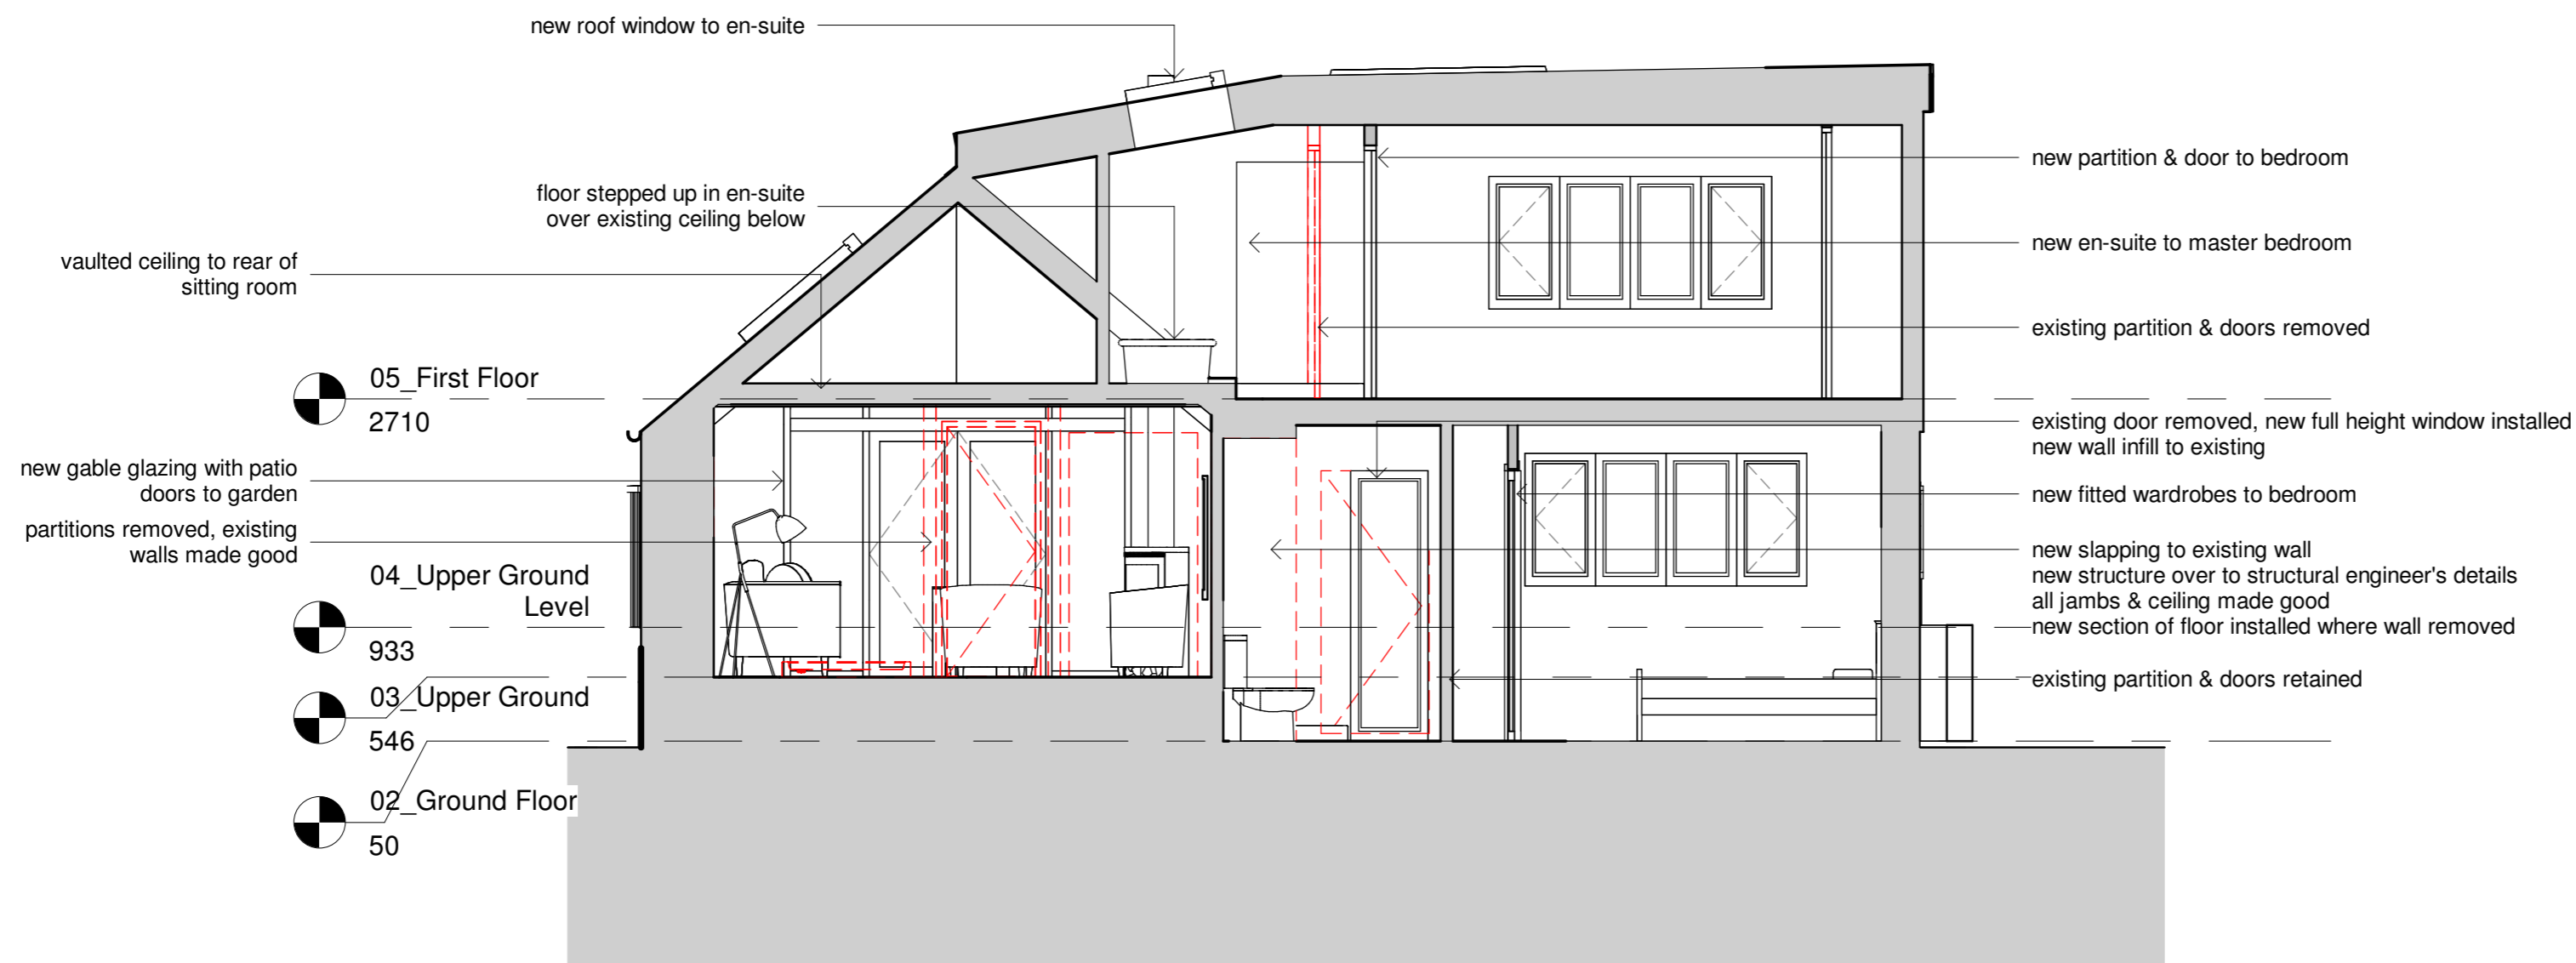 new roof window to en-suite
floor stepped up in en-suite
over existing ceiling below
vaulted ceiling to rear of
sitting room
05_First Floor
2710
new gable glazing with patio
doors to garden
partitions removed, existing
walls made good
04_Upper Ground
Level
933
03_Upper Ground
546
02_Ground Floor
50
new partition & door to bedroom
new en-suite to master bedroom
existing partition & doors removed
existing door removed, new full height window installed
new wall infill to existing
new fitted wardrobes to bedroom
new slapping to existing wall
new structure over to structural engineer's details
all jambs & ceiling made good
new section of floor installed where wall removed
existing partition & doors retained